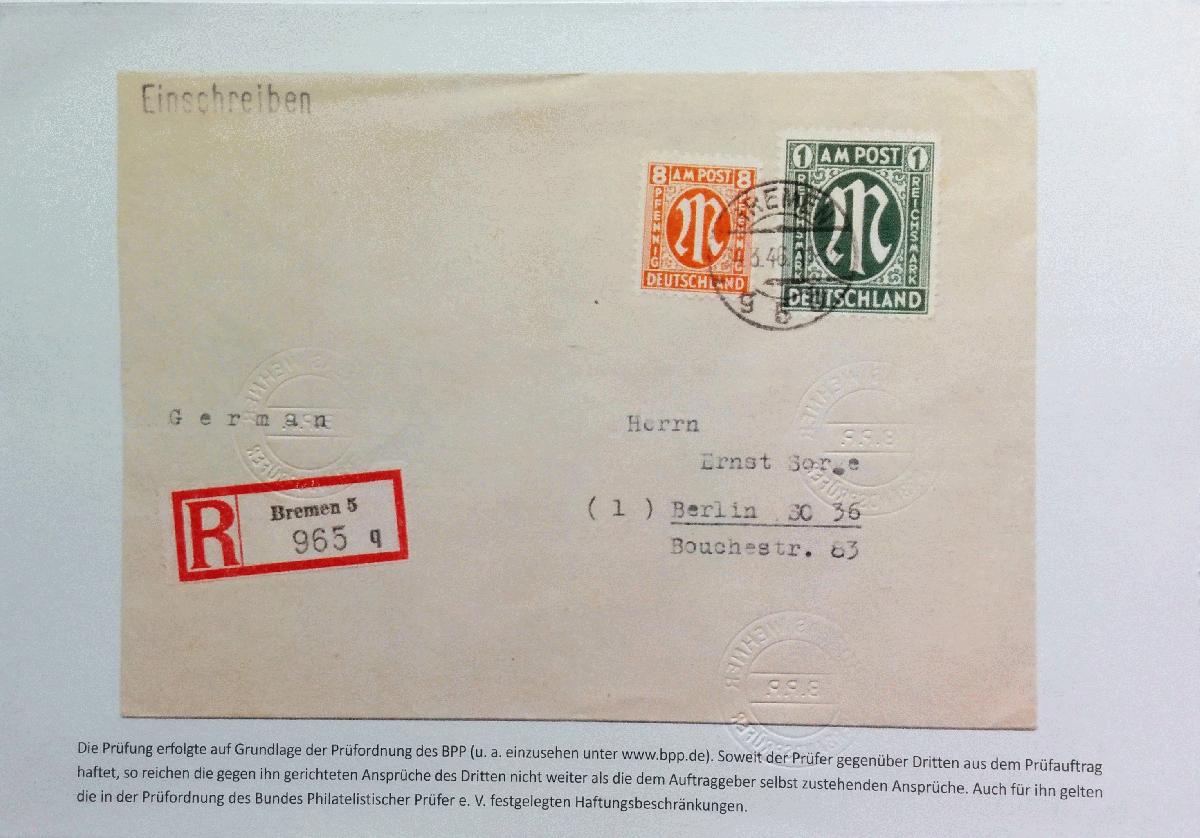 Einschreiben
8 AM POST 8
PFENNIG
PFENNIG
DEUTSCHLAND
1 AM POST 1
REICHSMARK
REICHSMARK
DEUTSCHLAND
BREMEN
German
Herrn
Ernst Sorge
( 1 ) Berlin SO 36
Bouchestr. 83
R
Bremen 5
965 q
B.P.P.
B.P.P.
B.P.P.
Die Prüfung erfolgte auf Grundlage der Prüfordnung des BPP (u. a. einzusehen unter www.bpp.de). Soweit der Prüfer gegenüber Dritten aus dem Prüfauftrag
haftet, so reichen die gegen ihn gerichteten Ansprüche des Dritten nicht weiter als die dem Auftraggeber selbst zustehenden Ansprüche. Auch für ihn gelten
die in der Prüfordnung des Bundes Philatelistischer Prüfer e. V. festgelegten Haftungsbeschränkungen.